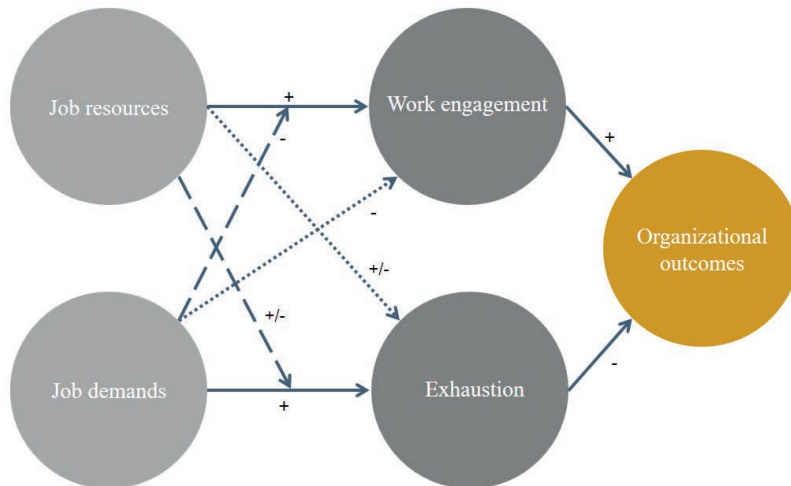 Job resources
+
Work engagement
-
+
-
Organizational
outcomes
+/-
+/-
Job demands
+
Exhaustion
-